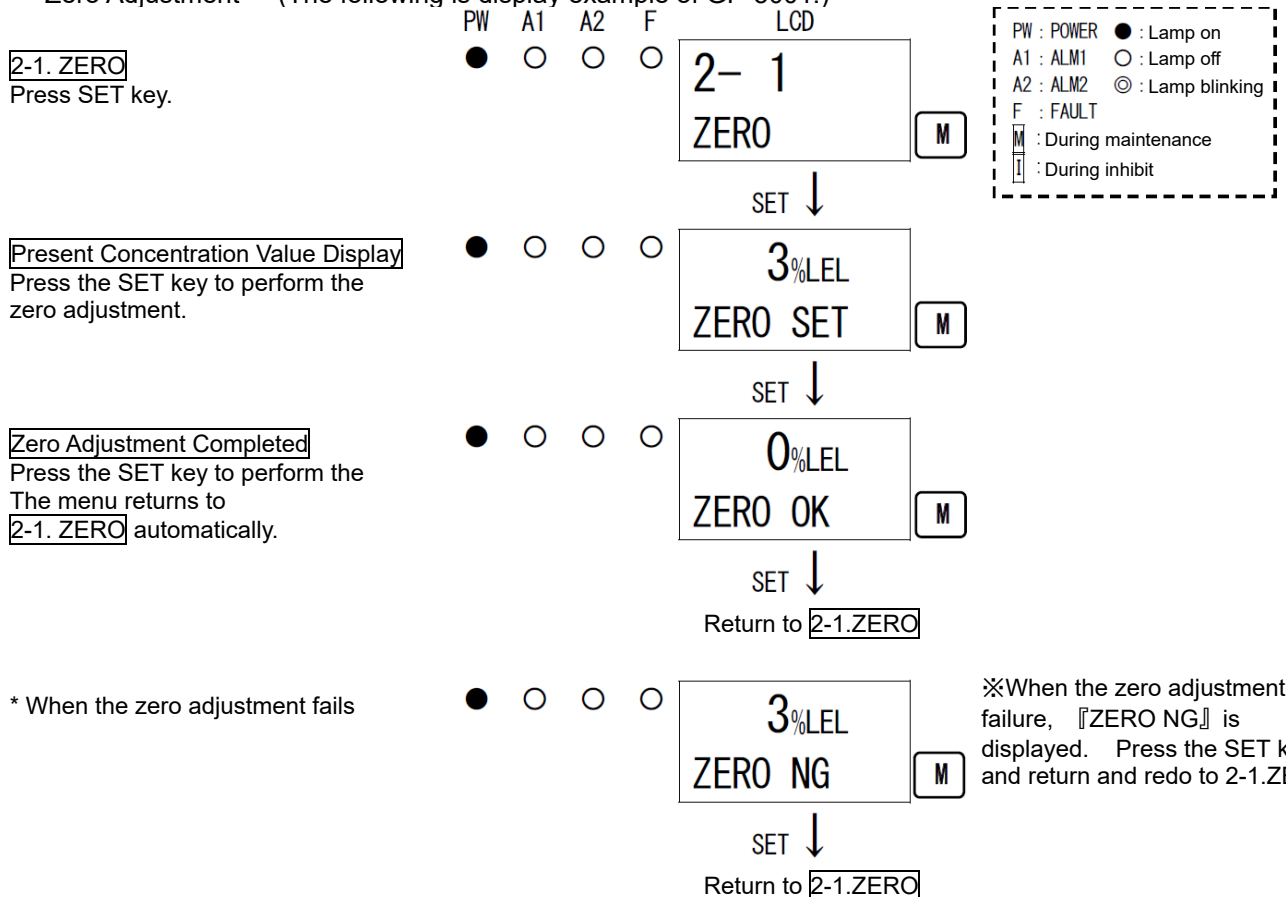 Zero Adjustment (The following is display example of GP-
PW A1 A2 F LCD
PW : POWER ● : Lamp on
A1 : ALM1 ○ : Lamp off
A2 : ALM2 ◎ : Lamp blinking
F : FAULT
M : During maintenance
I : During inhibit
2-1. ZERO
Press SET key.
● ○ ○ ○
2- 1
ZERO
M
SET ↓
Present Concentration Value Display
Press the SET key to perform the
zero adjustment.
● ○ ○ ○
3%LEL
ZERO SET
M
SET ↓
Zero Adjustment Completed
Press the SET key to perform the
The menu returns to
2-1. ZERO automatically.
● ○ ○ ○
0%LEL
ZERO OK
M
SET ↓
Return to 2-1.ZERO
* When the zero adjustment fails
● ○ ○ ○
3%LEL
ZERO NG
M
※When the zero adjustment
failure, 『ZERO NG』 is
displayed. Press the SET
and return and redo to 2-1.
SET ↓
Return to 2-1.ZERO